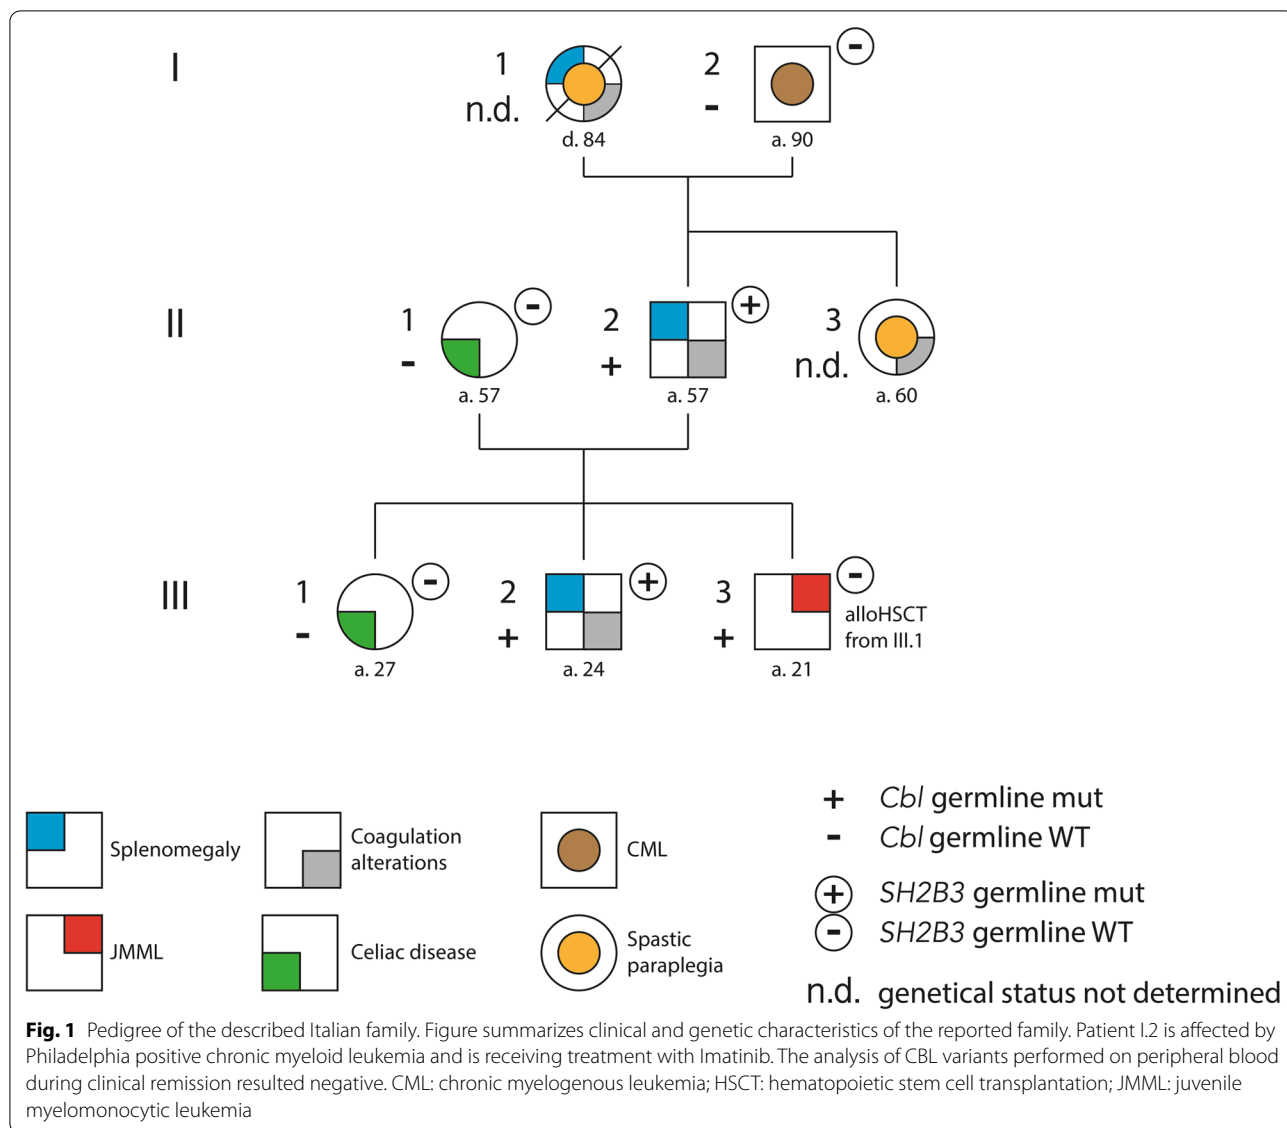 I
1
n.d.
d. 84
2
-
-
a. 90
II
1
-
-
a. 57
2
+
+
a. 57
3
n.d.
a. 60
III
1
-
-
a. 27
2
+
+
a. 24
3
+
-
alloHSCT
from III.1
a. 21
Splenomegaly
Coagulation
alterations
CML
JMML
Celiac disease
Spastic
paraplegia
+ Cbl germline mut
- Cbl germline WT
+ SH2B3 germline mut
- SH2B3 germline WT
n.d. genetical status not determined
Fig. 1 Pedigree of the described Italian family. Figure summarizes clinical and genetic characteristics of the reported family. Patient I.2 is affected by
Philadelphia positive chronic myeloid leukemia and is receiving treatment with Imatinib. The analysis of CBL variants performed on peripheral blood
during clinical remission resulted negative. CML: chronic myelogenous leukemia; HSCT: hematopoietic stem cell transplantation; JMML: juvenile
myelomonocytic leukemia